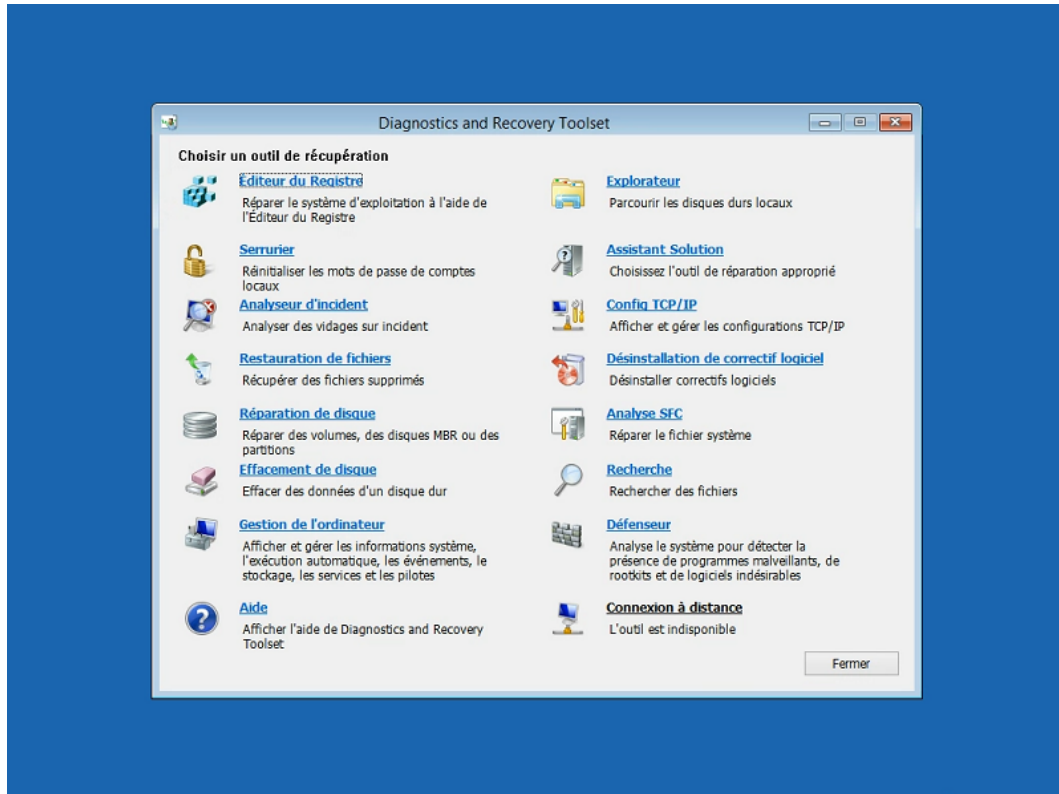 Diagnostics and Recovery Toolset
Choisir un outil de récupération
Éditeur du Registre
Réparer le système d'exploitation à l'aide de
l'Éditeur du Registre
Explorateur
Parcourir les disques durs locaux
Serrurier
Réinitialiser les mots de passe de comptes
locaux
Assistant Solution
Choisissez l'outil de réparation approprié
Analyseur d'incident
Analyser des vidages sur incident
Config TCP/IP
Afficher et gérer les configurations TCP/IP
Restauration de fichiers
Récupérer des fichiers supprimés
Désinstallation de correctif logiciel
Désinstaller correctifs logiciels
Réparation de disque
Réparer des volumes, des disques MBR ou des
partitions
Analyse SFC
Réparer le fichier système
Effacement de disque
Effacer des données d'un disque dur
Recherche
Rechercher des fichiers
Gestion de l'ordinateur
Afficher et gérer les informations système,
l'exécution automatique, les événements, le
stockage, les services et les pilotes
Défenseur
Analyse le système pour détecter la
présence de programmes malveillants, de
rootkits et de logiciels indésirables
Aide
Afficher l'aide de Diagnostics and Recovery
Toolset
Connexion à distance
L'outil est indisponible
Fermer